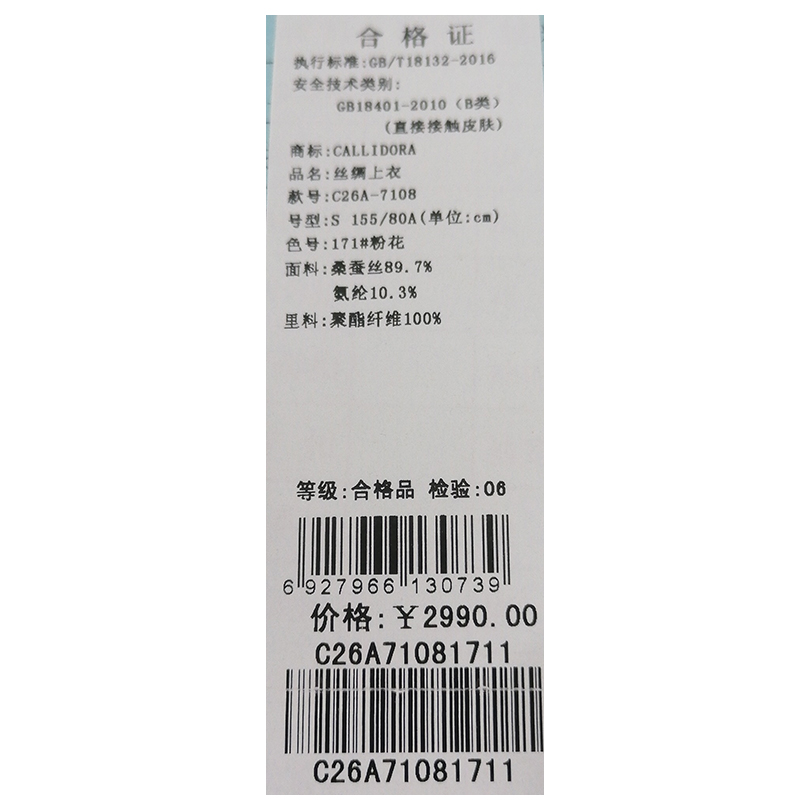 合格证
执行标准:GB/T18132-2016
安全技术类别:
GB18401-2010（B类）
(直接接触皮肤)
商标:CALLIDORA
品名:丝绸上衣
款号:C26A-7108
号型:S 155/80A(单位:cm)
色号:171#粉花
面料:桑蚕丝89.7%
氨纶10.3%
里料:聚酯纤维100%
等级:合格品 检验:06
6 927966 130739
价格:￥2990.00
C26A71081711
C26A71081711